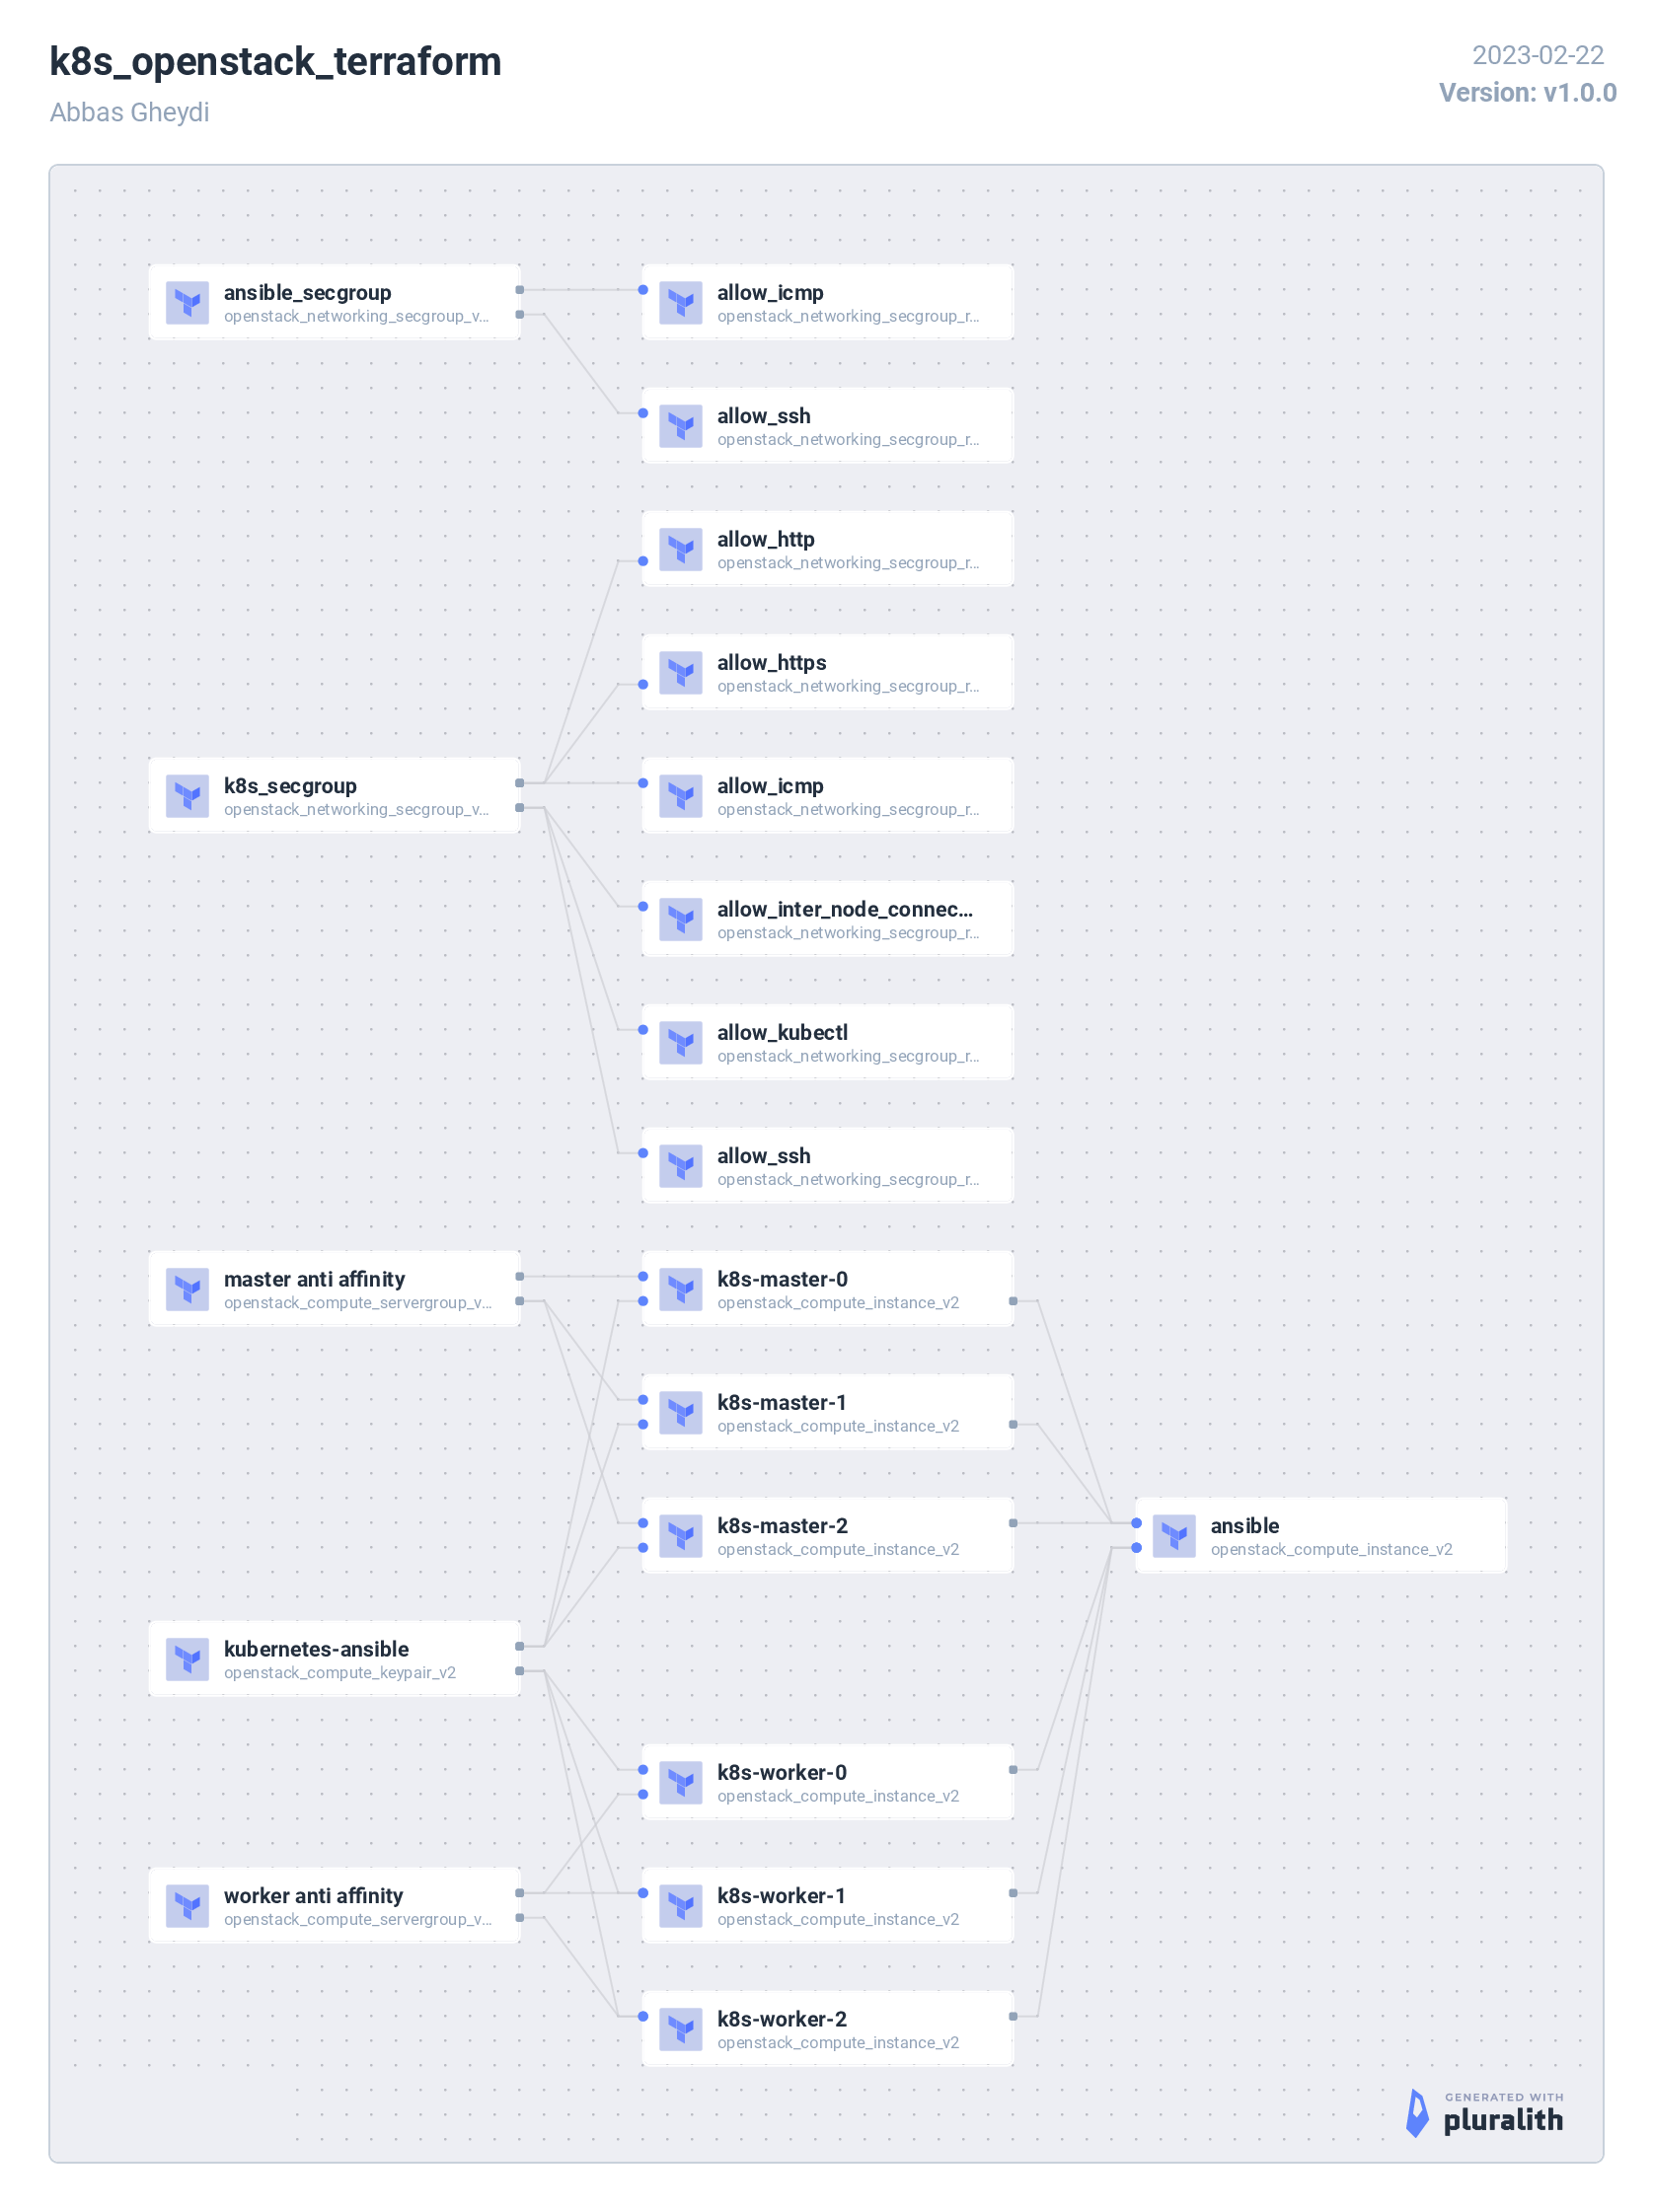 k8s_openstack_terraform
Abbas Gheydi
2023-02-22
Version: v1.0.0
ansible_secgroup
openstack_networking_secgroup_v...
allow_icmp
openstack_networking_secgroup_r...
allow_ssh
openstack_networking_secgroup_r...
allow_http
openstack_networking_secgroup_r...
allow_https
openstack_networking_secgroup_r...
k8s_secgroup
openstack_networking_secgroup_v...
allow_icmp
openstack_networking_secgroup_r...
allow_inter_node_connec...
openstack_networking_secgroup_r...
allow_kubectl
openstack_networking_secgroup_r...
allow_ssh
openstack_networking_secgroup_r...
master anti affinity
openstack_compute_servergroup_v...
k8s-master-0
openstack_compute_instance_v2
k8s-master-1
openstack_compute_instance_v2
k8s-master-2
openstack_compute_instance_v2
ansible
openstack_compute_instance_v2
kubernetes-ansible
openstack_compute_keypair_v2
k8s-worker-0
openstack_compute_instance_v2
worker anti affinity
openstack_compute_servergroup_v...
k8s-worker-1
openstack_compute_instance_v2
k8s-worker-2
openstack_compute_instance_v2
GENERATED WITH
pluralith